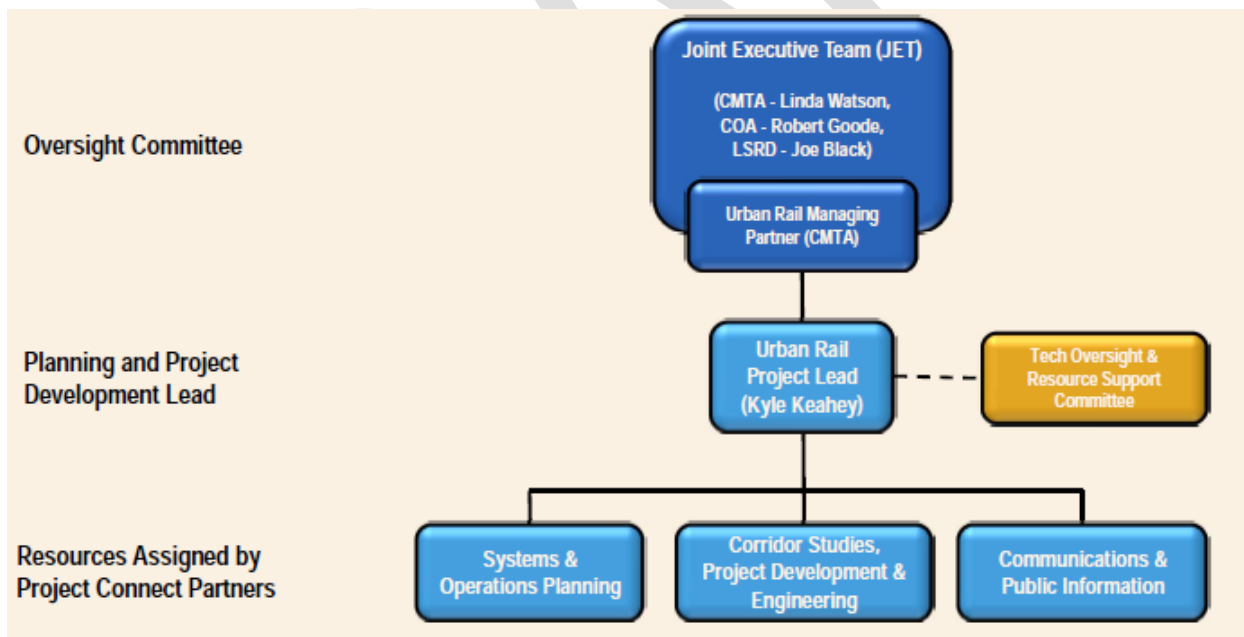 Joint Executive Team (JET)
(CMTA - Linda Watson,
COA - Robert Goode,
LSRD - Joe Black)
Oversight Committee
Urban Rail Managing
Partner (CMTA)
Planning and Project
Development Lead
Urban Rail
Project Lead
(Kyle Keahey)
Tech Oversight &
Resource Support
Committee
Resources Assigned by
Project Connect Partners
Systems &
Operations Planning
Corridor Studies,
Project Development &
Engineering
Communications &
Public Information